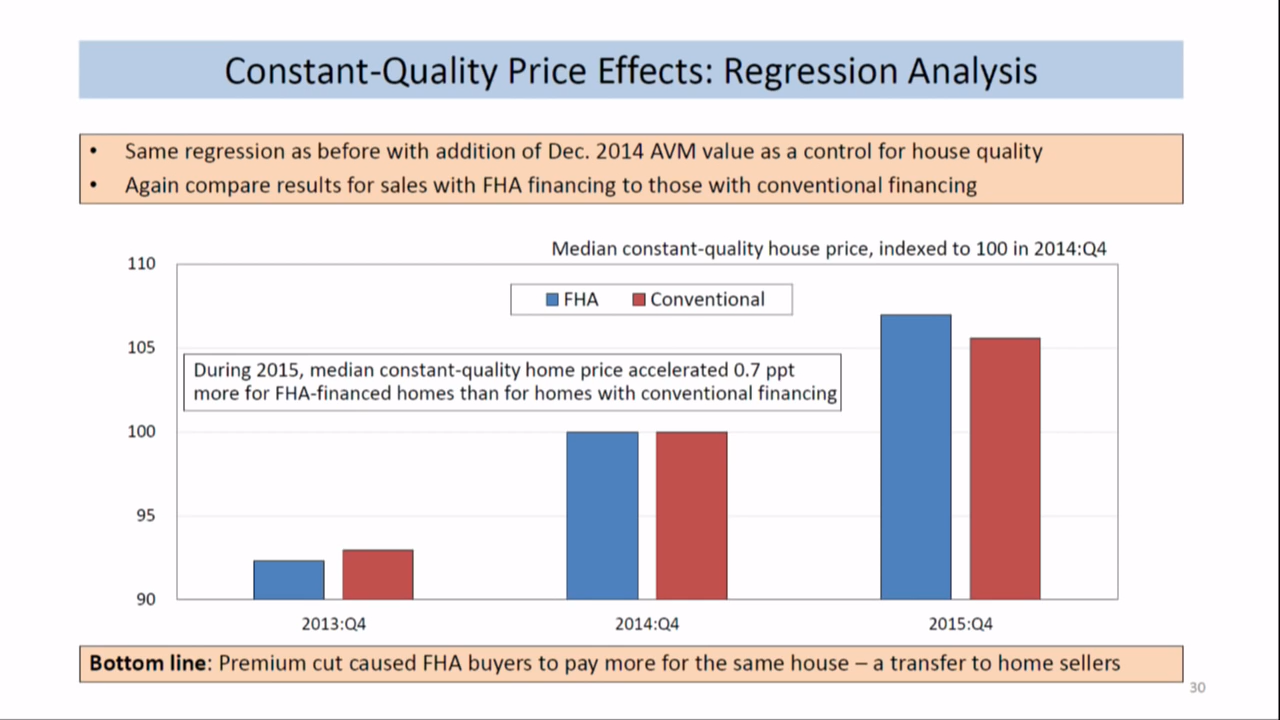 Constant-Quality Price Effects: Regression Analysis
• Same regression as before with addition of Dec. 2014 AVM value as a control for house quality
• Again compare results for sales with FHA financing to those with conventional financing
Median constant-quality house price, indexed to 100 in 2014:Q4
110
FHA Conventional
105
During 2015, median constant-quality home price accelerated 0.7 ppt
more for FHA-financed homes than for homes with conventional financing
100
95
90
2013:Q4 2014:Q4 2015:Q4
Bottom line: Premium cut caused FHA buyers to pay more for the same house – a transfer to home sellers
30